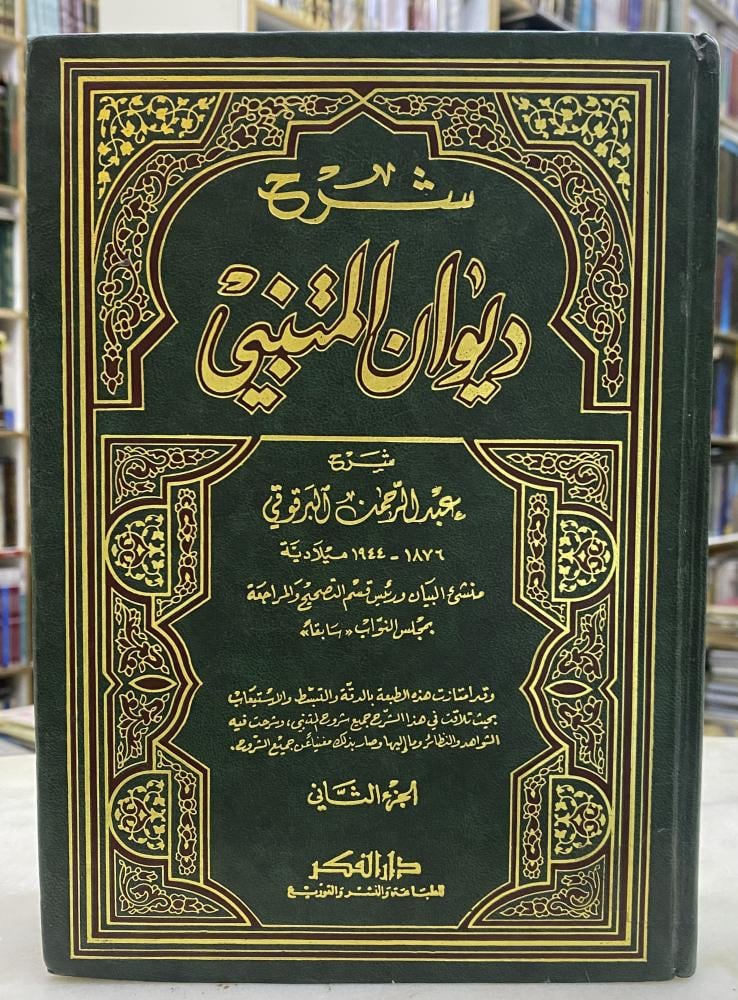 شرح
ديوان المتنبي
شرح
عبد الرحمن البرقوقي
١٨٧٦ - ١٩٤٤ ميلادية
منشئ البيان ورئيس قسم التصحيح والمراجعة
بمجلس النواب «سابقا»
وقد امتازت هذه الطبعة بالدقة والتبسط والاستيعاب
بحيث تلاقت في هذا الشرح جميع شروح المتنبي، وشرحت فيه
الشواهد والنظائر وما إليها وصار بذلك مغنيا عن جميع الشروح.
الجزء الثاني
دار الفكر
للطباعة والنشر والتوزيع